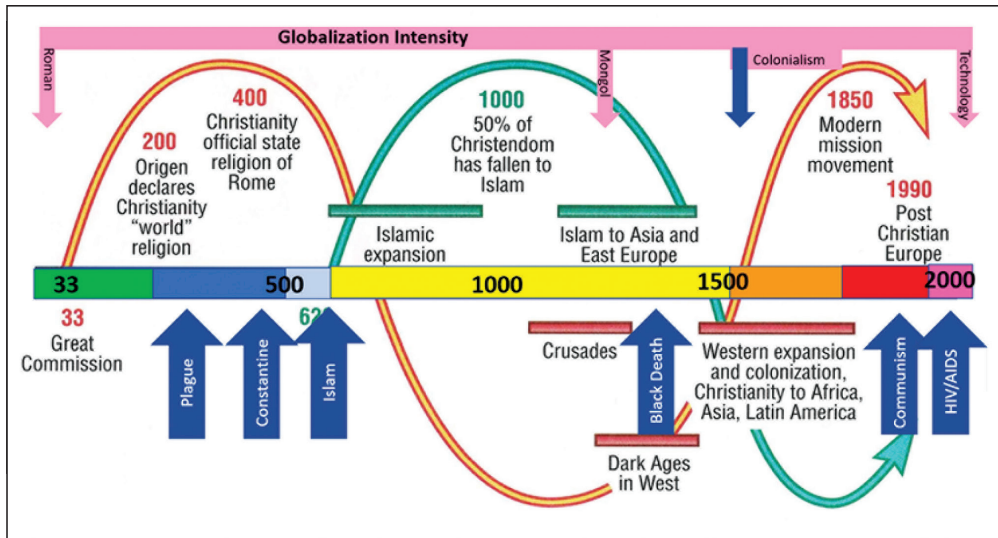 Globalization Intensity
Roman
Mongol
Colonialism
Technology
200
Origen
declares
Christianity
"world"
religion
400
Christianity
official state
religion of
Rome
1000
50% of
Christendom
has fallen to
Islam
1850
Modern
mission
movement
1990
Post
Christian
Europe
Islamic
expansion
Islam to Asia and
East Europe
33
500
1000
1500
2000
33
Great
Commission
Plague
Constantine
Islam
Crusades
Black Death
Dark Ages
in West
Western expansion
and colonization,
Christianity to Africa,
Asia, Latin America
Communism
HIV/AIDS